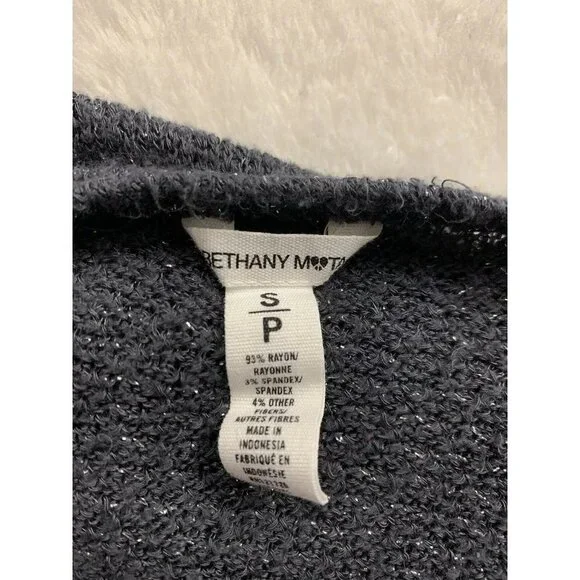 BETHANY M TA
S
P
93% RAYON/
RAYONNE
3% SPANDEX/
SPANDEX
4% OTHER
FIBERS/
AUTRES FIBRES
MADE IN
INDONESIA
FABRIQUÉ EN
INDONÉSIE